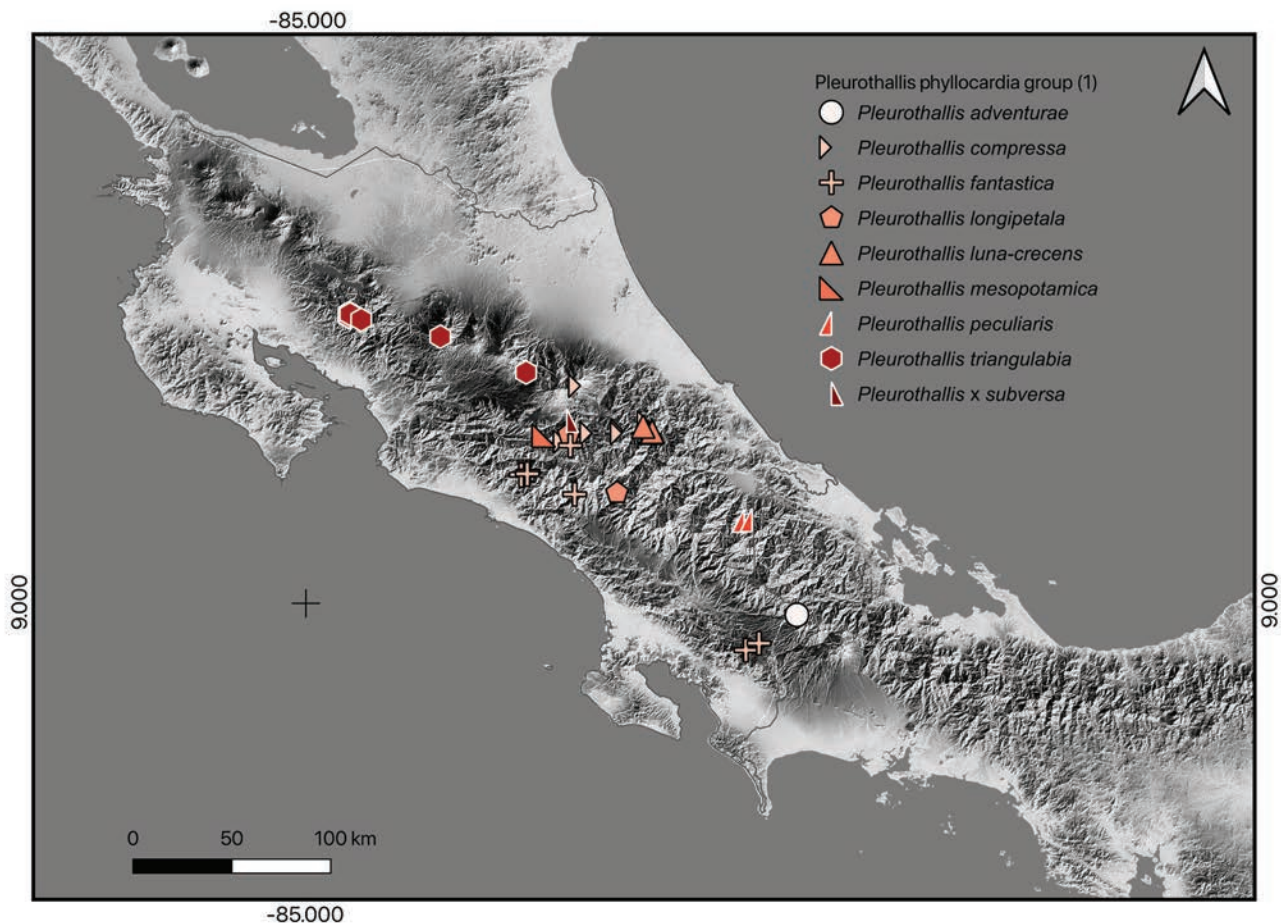 -85.000
Pleurothallis phyllocardia group (1)
Pleurothallis adventurae
Pleurothallis compressa
Pleurothallis fantastica
Pleurothallis longipetala
Pleurothallis luna-crecens
Pleurothallis mesopotamica
Pleurothallis peculiaris
Pleurothallis triangulabia
Pleurothallis x subversa
9.000
9.000
0 50 100 km
-85.000